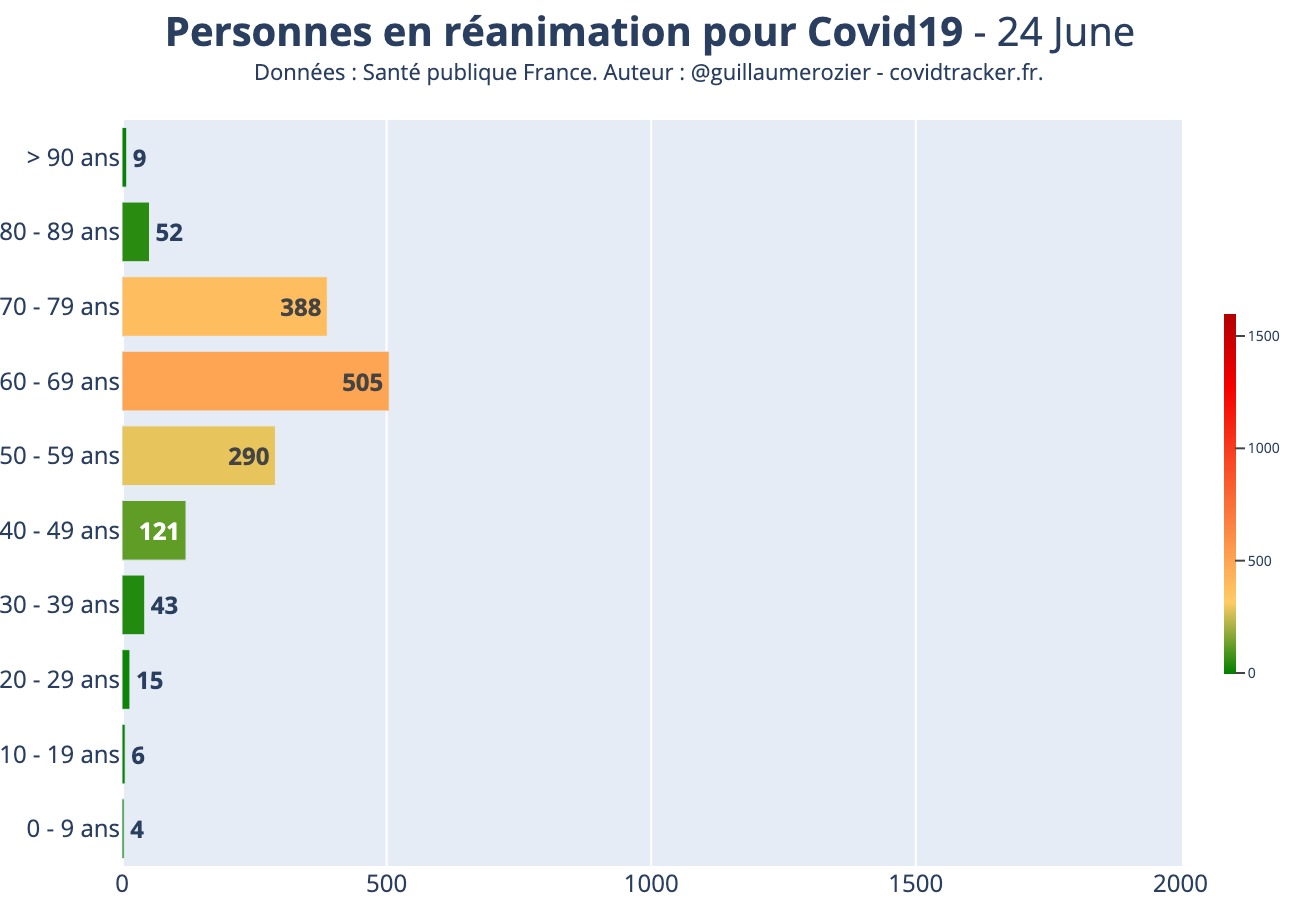 Personnes en réanimation pour Covid19 - 24 June
Données : Santé publique France. Auteur : @guillaumerozier - covidtracker.fr.
> 90 ans 9
80 - 89 ans 52
70 - 79 ans 388
60 - 69 ans 505
50 - 59 ans 290
40 - 49 ans 121
30 - 39 ans 43
20 - 29 ans 15
10 - 19 ans 6
0 - 9 ans 4
0 500 1000 1500 2000
1500
1000
500
0